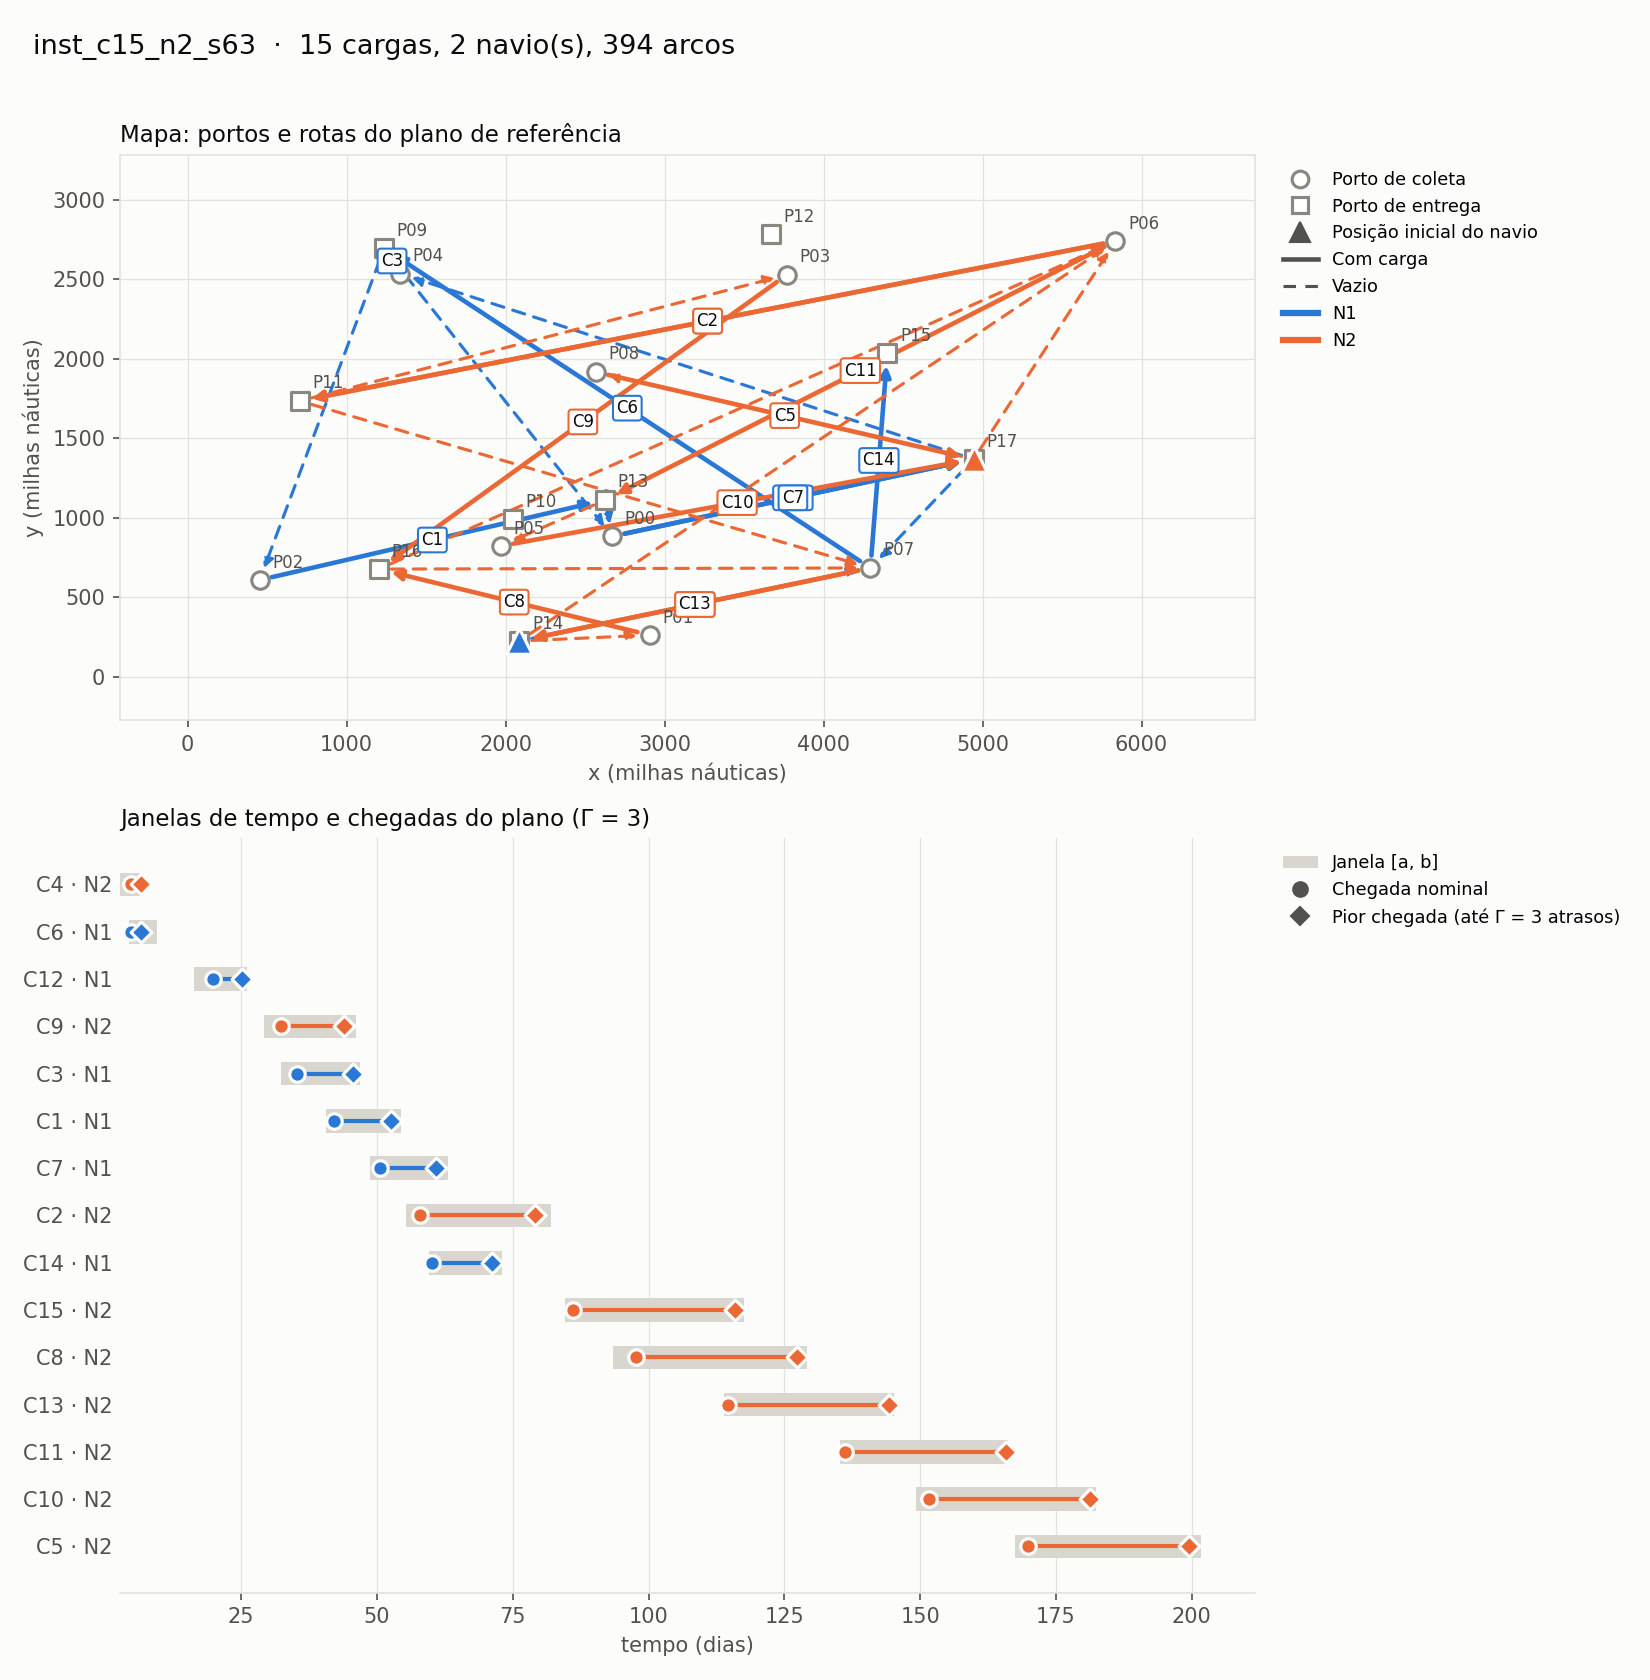 inst_c15_n2_s63  ·  15 cargas, 2 navio(s), 394 arcos
Mapa: portos e rotas do plano de referência
y (milhas náuticas)
3000
2500
2000
1500
1000
500
0
0
1000
2000
3000
4000
5000
6000
x (milhas náuticas)
P09
P04
P12
P03
P06
P15
P08
P11
P17
P13
P10
P05
P00
P02
P16
P07
P14
P01
C3
C2
C11
C9
C6
C5
C14
C10
C7
C1
C8
C13
Porto de coleta
Porto de entrega
Posição inicial do navio
Com carga
Vazio
N1
N2
Janelas de tempo e chegadas do plano (Γ = 3)
C4 · N2
C6 · N1
C12 · N1
C9 · N2
C3 · N1
C1 · N1
C7 · N1
C2 · N2
C14 · N1
C15 · N2
C8 · N2
C13 · N2
C11 · N2
C10 · N2
C5 · N2
25
50
75
100
125
150
175
200
tempo (dias)
Janela [a, b]
Chegada nominal
Pior chegada (até Γ = 3 atrasos)